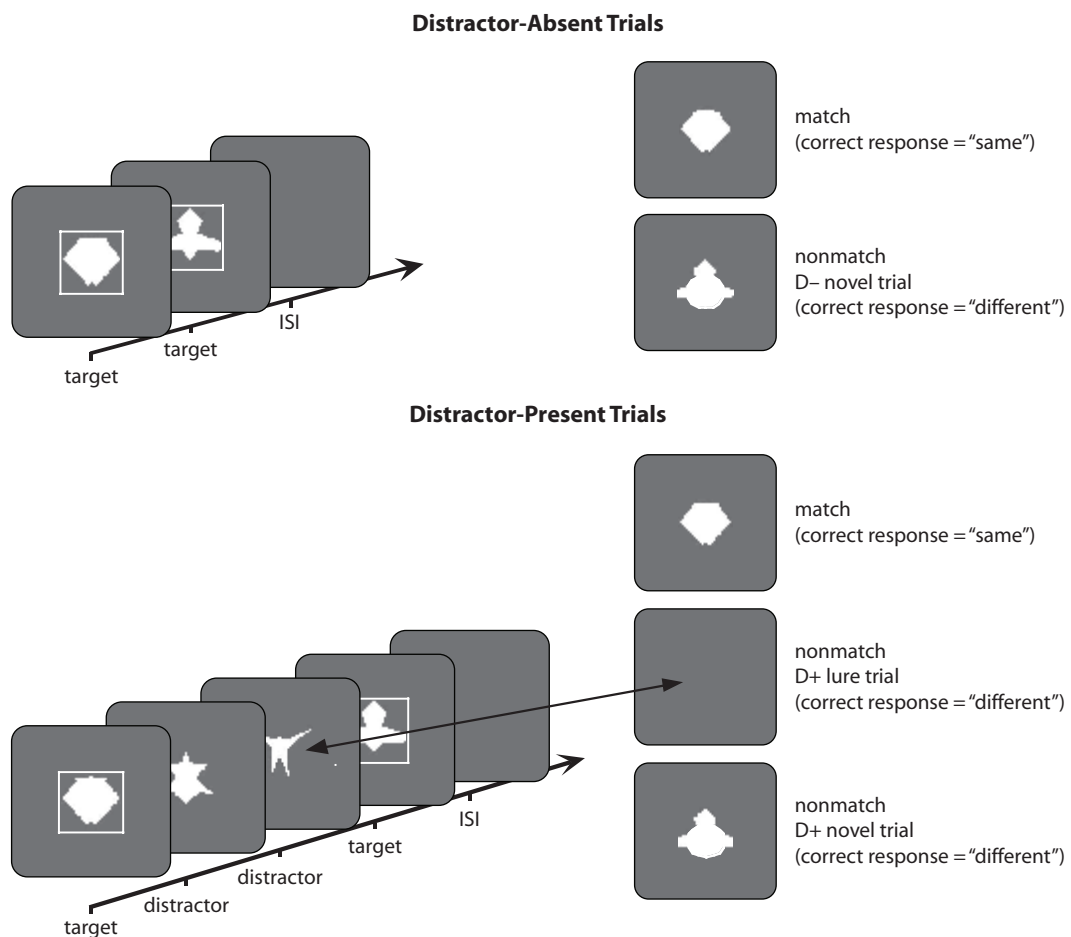 Distractor-Absent Trials
match
(correct response = “same”)
nonmatch
D– novel trial
(correct response = “different”)
ISI
target
target
Distractor-Present Trials
match
(correct response = “same”)
nonmatch
D+ lure trial
(correct response = “different”)
nonmatch
D+ novel trial
(correct response = “different”)
ISI
target
distractor
distractor
target